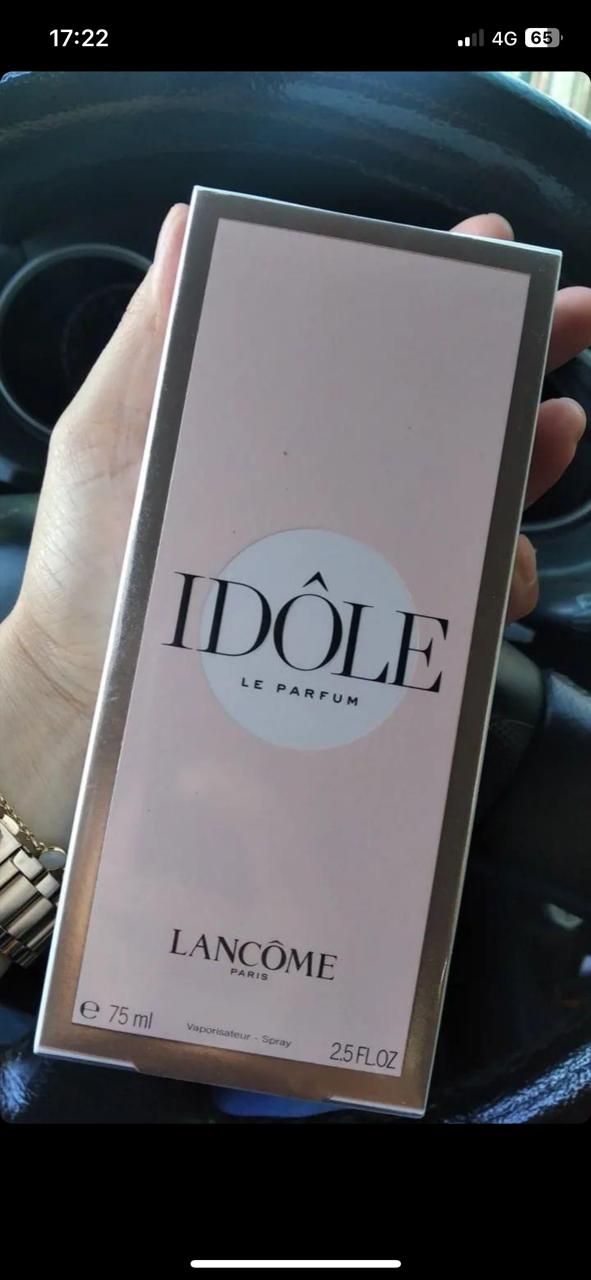 17:22
4G 65
IDÔLE
LE PARFUM
LANCÔME
PARIS
℮ 75 ml
Vaporisateur - Spray
2.5 FL.OZ